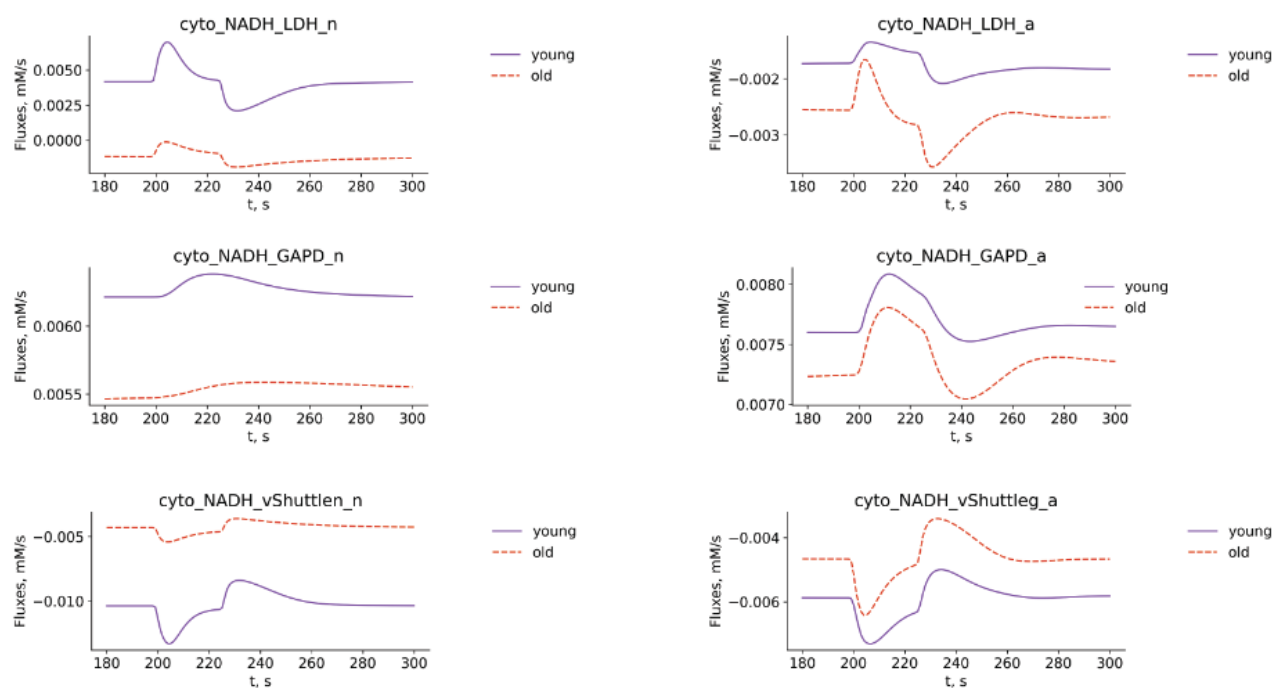 cyto_NADH_LDH_n
Fluxes, mM/s
0.0050
0.0025
0.0000
180 200 220 240 260 280 300
t, s
young
old
cyto_NADH_LDH_a
Fluxes, mM/s
−0.002
−0.003
180 200 220 240 260 280 300
t, s
young
old
cyto_NADH_GAPD_n
Fluxes, mM/s
0.0060
0.0055
180 200 220 240 260 280 300
t, s
young
old
cyto_NADH_GAPD_a
Fluxes, mM/s
0.0080
0.0075
0.0070
180 200 220 240 260 280 300
t, s
young
old
cyto_NADH_vShuttlen_n
Fluxes, mM/s
−0.005
−0.010
180 200 220 240 260 280 300
t, s
young
old
cyto_NADH_vShuttleg_a
Fluxes, mM/s
−0.004
−0.006
180 200 220 240 260 280 300
t, s
young
old